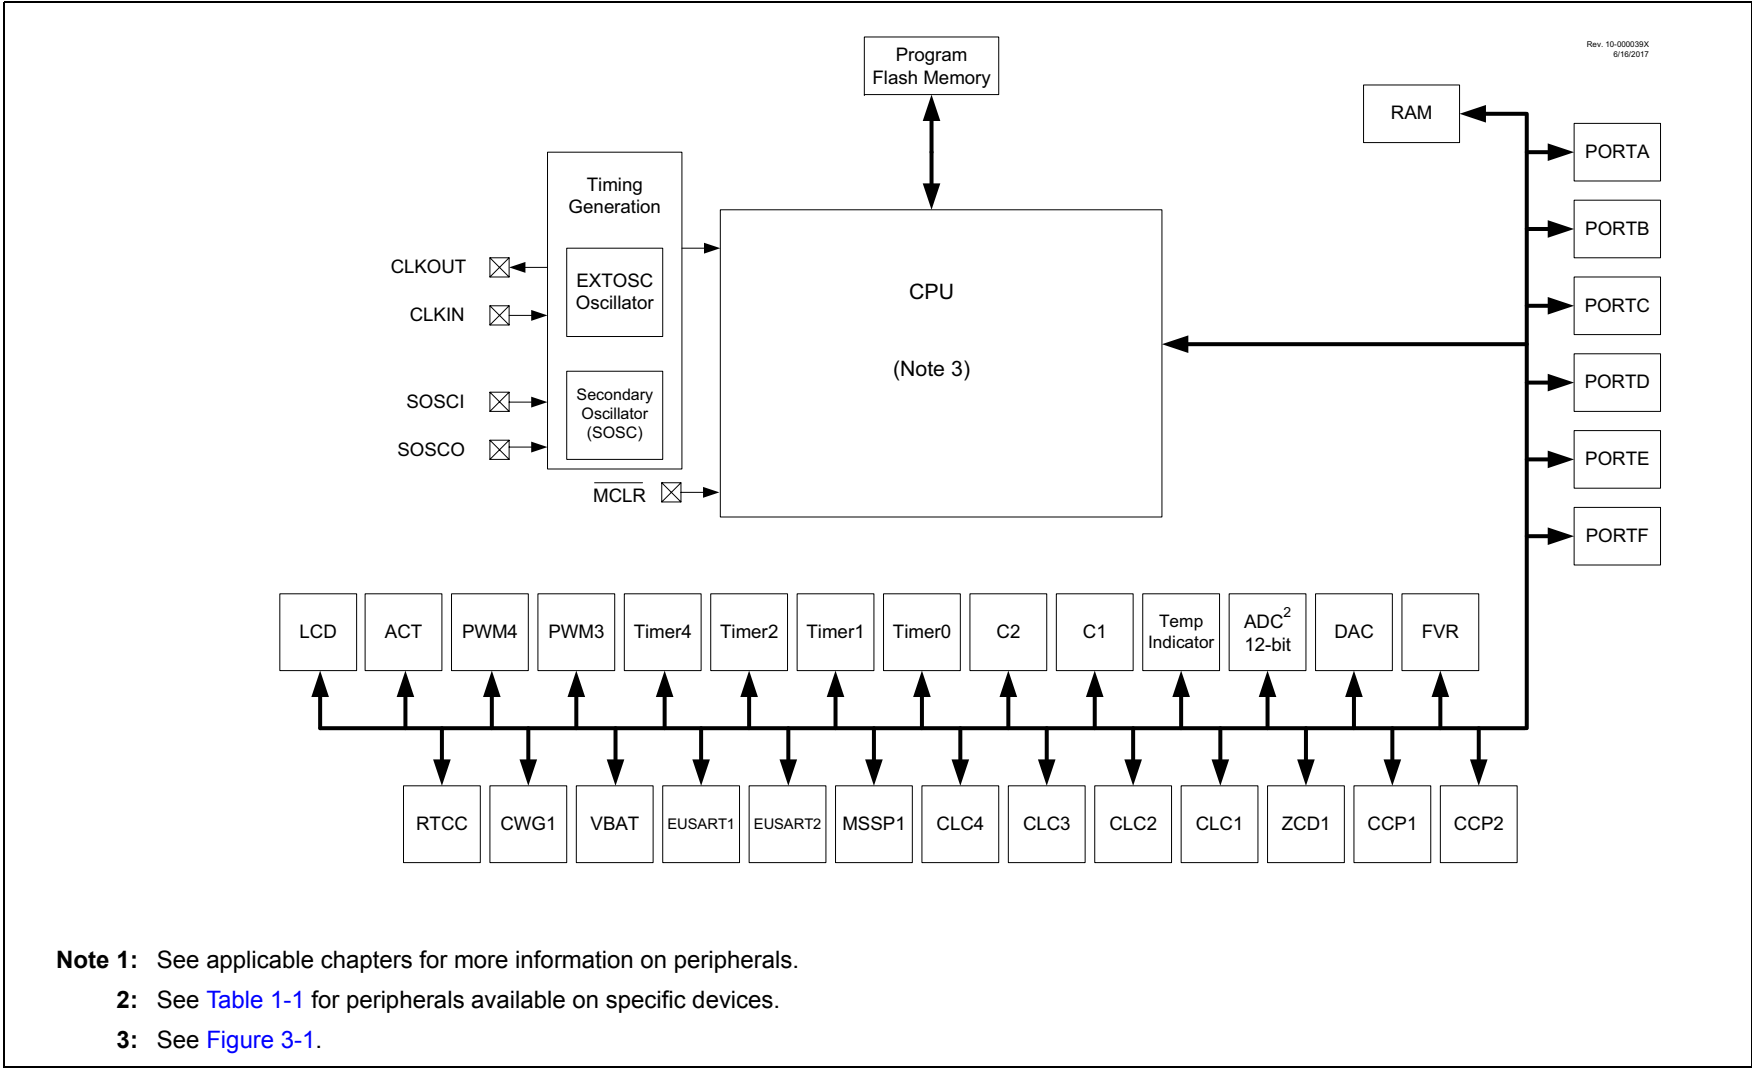 Rev. 10-000039X
6/16/2017
Program
Flash Memory
RAM
PORTA
PORTB
PORTC
PORTD
PORTE
PORTF
Timing
Generation
EXTOSC
Oscillator
Secondary
Oscillator
(SOSC)
CLKOUT
CLKIN
SOSCI
SOSCO
MCLR
CPU
(Note 3)
LCD
ACT
PWM4
PWM3
Timer4
Timer2
Timer1
Timer0
C2
C1
Temp
Indicator
ADC2
12-bit
DAC
FVR
RTCC
CWG1
VBAT
EUSART1
EUSART2
MSSP1
CLC4
CLC3
CLC2
CLC1
ZCD1
CCP1
CCP2
Note 1: See applicable chapters for more information on peripherals.
2: See Table 1-1 for peripherals available on specific devices.
3: See Figure 3-1.